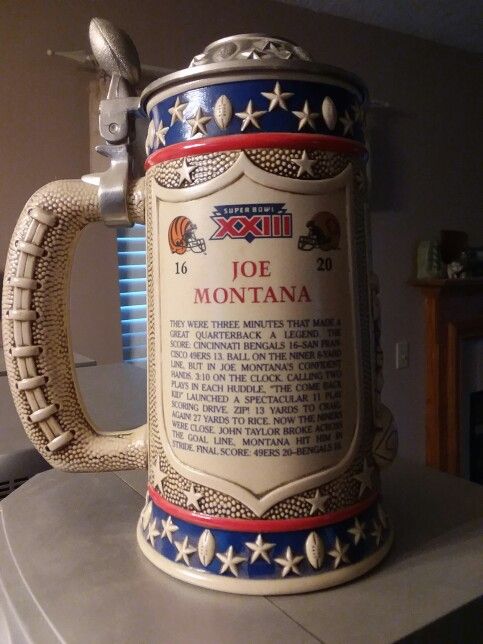 SUPER BOWL
XXIII
16 20
JOE
MONTANA
THEY WERE THREE MINUTES THAT MADE A
GREAT QUARTERBACK A LEGEND. THE
SCORE: CINCINNATI BENGALS 16–SAN FRAN-
CISCO 49ERS 13. BALL ON THE NINER 8-YARD
LINE, BUT IN JOE MONTANA'S CONFIDENT
HANDS. 3:10 ON THE CLOCK. CALLING TWO
PLAYS IN EACH HUDDLE, "THE COME BACK
KID" LAUNCHED A SPECTACULAR 11 PLAY
SCORING DRIVE. ZIP! 13 YARDS TO CRAIG.
AGAIN! 27 YARDS TO RICE. NOW THE NINERS
WERE CLOSE. JOHN TAYLOR BROKE ACROSS
THE GOAL LINE, MONTANA HIT HIM IN
STRIDE. FINAL SCORE: 49ERS 20–BENGALS 16.